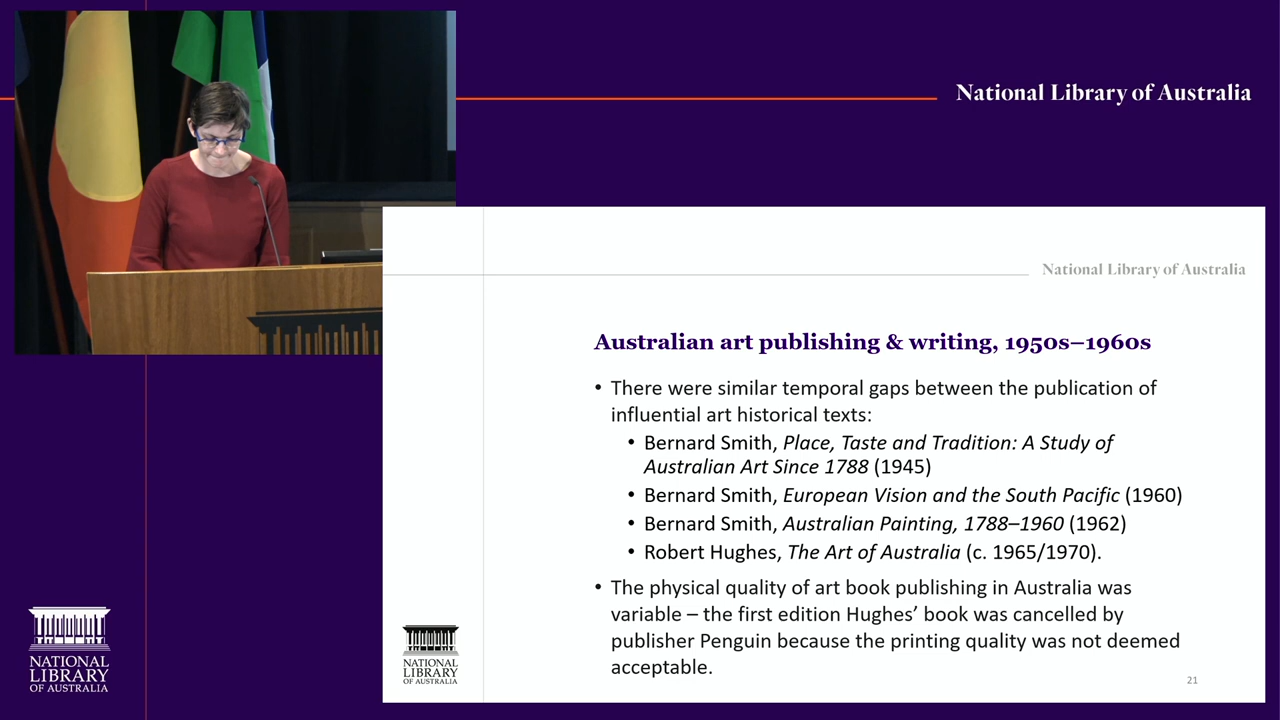 National Library of Australia
National Library of Australia
Australian art publishing & writing, 1950s–1960s
• There were similar temporal gaps between the publication of
influential art historical texts:
• Bernard Smith, Place, Taste and Tradition: A Study of
Australian Art Since 1788 (1945)
• Bernard Smith, European Vision and the South Pacific (1960)
• Bernard Smith, Australian Painting, 1788–1960 (1962)
• Robert Hughes, The Art of Australia (c. 1965/1970).
• The physical quality of art book publishing in Australia was
variable – the first edition Hughes’ book was cancelled by
publisher Penguin because the printing quality was not deemed
acceptable.
21
NATIONAL
LIBRARY
OF AUSTRALIA
NATIONAL
LIBRARY
OF AUSTRALIA